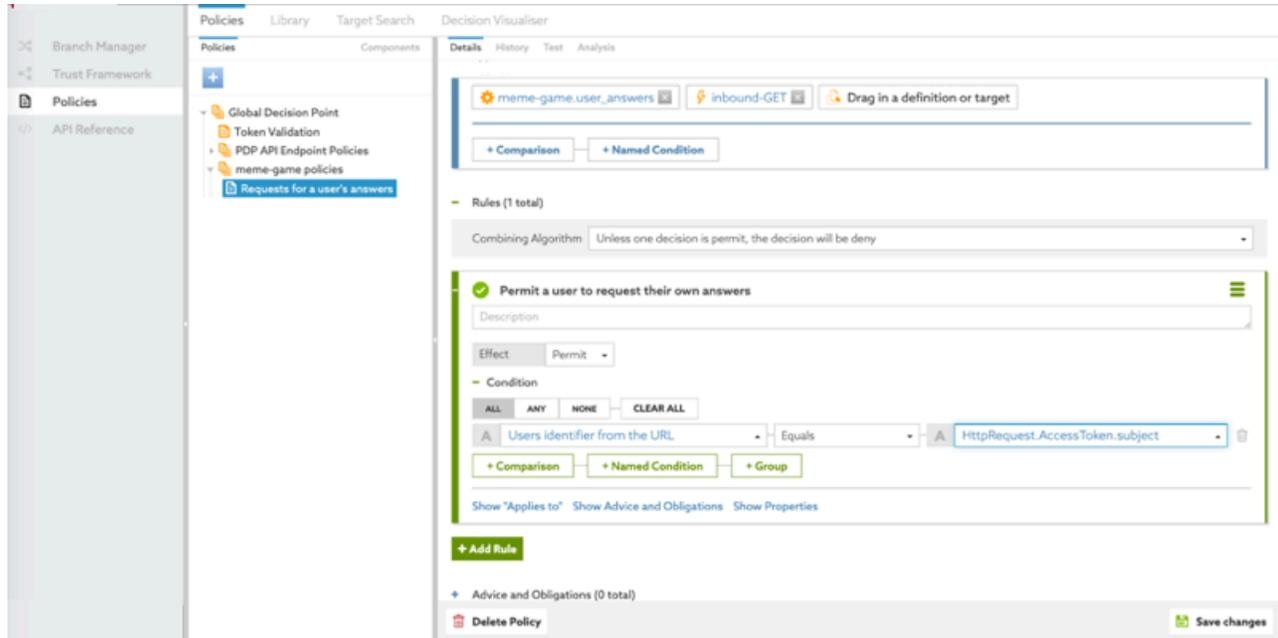 Policies Library Target Search Decision Visualiser
Branch Manager
Trust Framework
Policies
API Reference
Policies Components
Global Decision Point
Token Validation
PDP API Endpoint Policies
meme-game policies
Requests for a user's answers
Details History Test Analysis
meme-game.user_answers inbound-GET Drag in a definition or target
+ Comparison + Named Condition
Rules (1 total)
Combining Algorithm Unless one decision is permit, the decision will be deny
Permit a user to request their own answers
Description
Effect Permit
Condition
ALL ANY NONE CLEAR ALL
A Users identifier from the URL Equals A HttpRequest.AccessToken.subject
+ Comparison + Named Condition + Group
Show "Applies to" Show Advice and Obligations Show Properties
+ Add Rule
+ Advice and Obligations (0 total)
Delete Policy Save changes